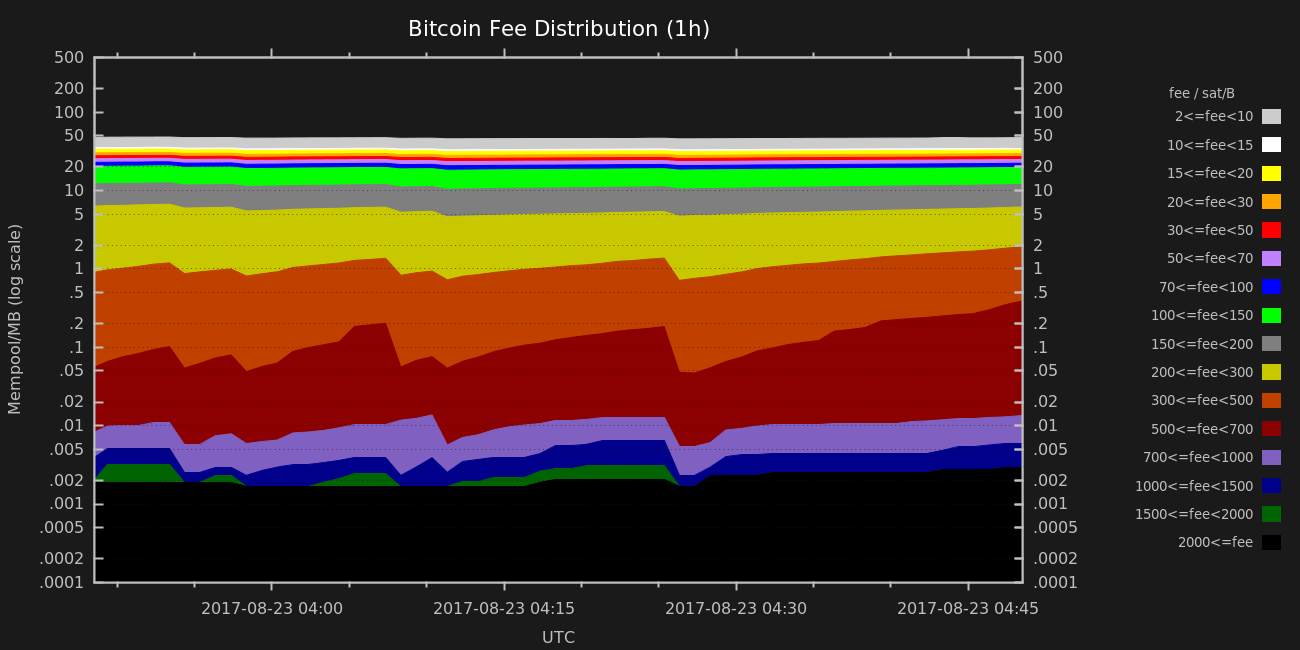 Bitcoin Fee Distribution (1h)
Mempool/MB (log scale)
500
200
100
50
20
10
5
2
1
.5
.2
.1
.05
.02
.01
.005
.002
.001
.0005
.0002
.0001
500
200
100
50
20
10
5
2
1
.5
.2
.1
.05
.02
.01
.005
.002
.001
.0005
.0002
.0001
2017-08-23 04:00
2017-08-23 04:15
2017-08-23 04:30
2017-08-23 04:45
UTC
fee / sat/B
2<=fee<10
10<=fee<15
15<=fee<20
20<=fee<30
30<=fee<50
50<=fee<70
70<=fee<100
100<=fee<150
150<=fee<200
200<=fee<300
300<=fee<500
500<=fee<700
700<=fee<1000
1000<=fee<1500
1500<=fee<2000
2000<=fee